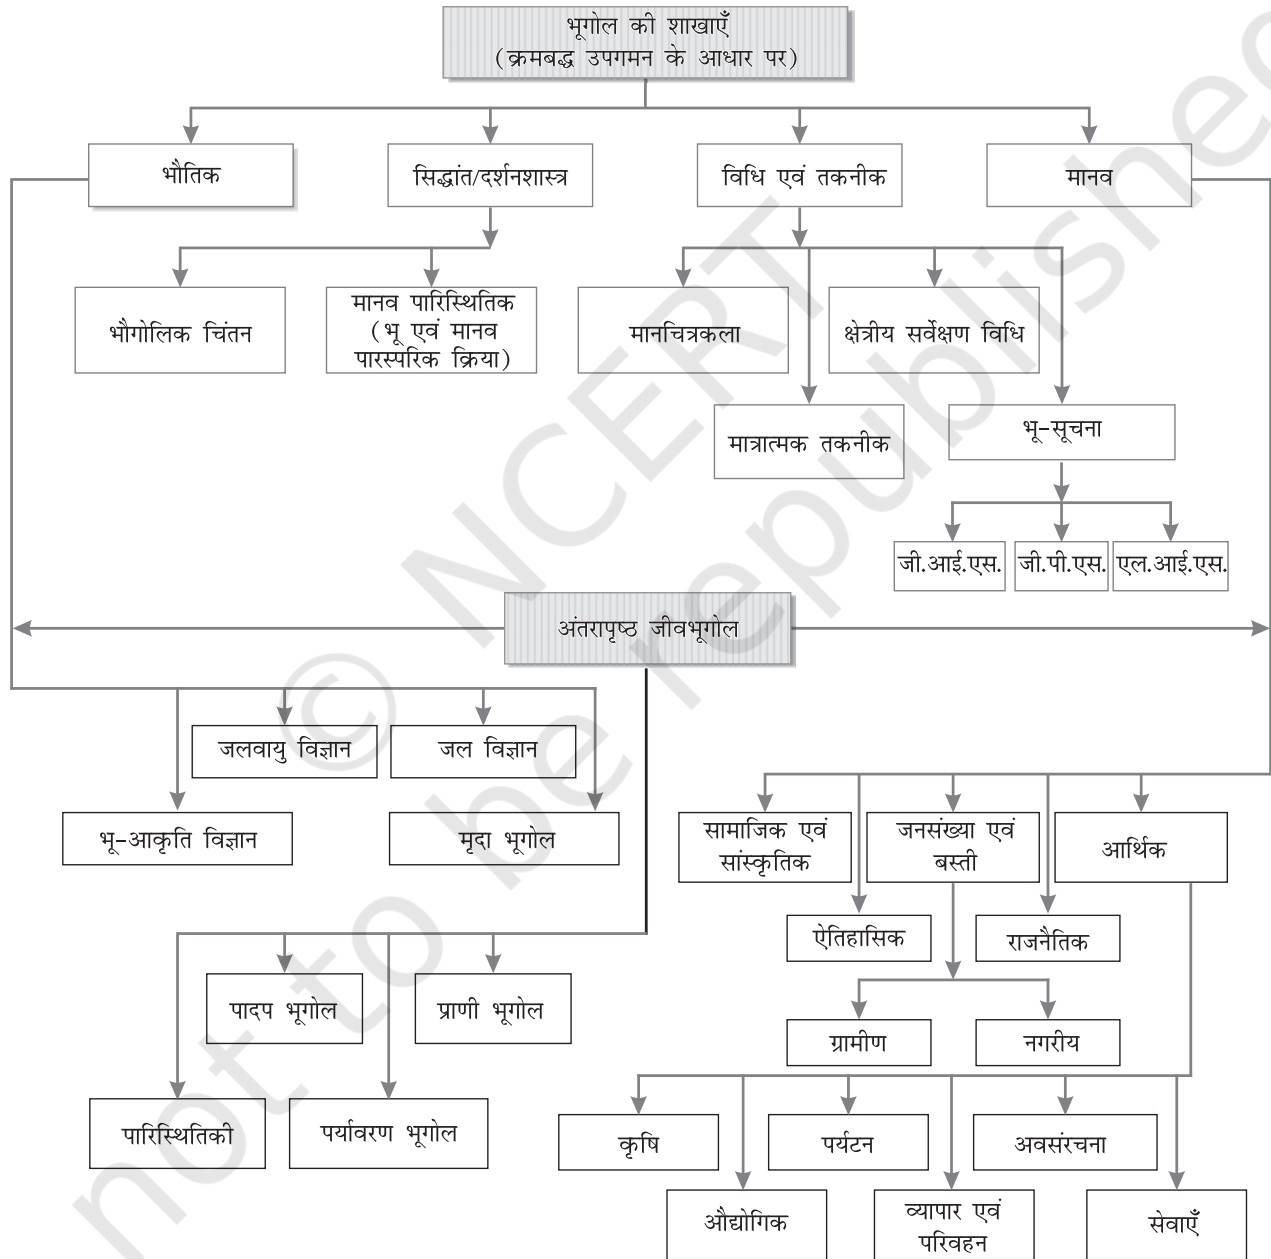 भूगोल की शाखाएँ
(क्रमबद्ध उपगमन के आधार पर)
भौतिक
सिद्धांत/दर्शनशास्त्र
विधि एवं तकनीक
मानव
भौगोलिक चिंतन
मानव पारिस्थितिक
(भू एवं मानव
पारस्परिक क्रिया)
मानचित्रकला
क्षेत्रीय सर्वेक्षण विधि
मात्रात्मक तकनीक
भू-सूचना
जी.आई.एस.
जी.पी.एस.
एल.आई.एस.
अंतरापृष्ठ जीवभूगोल
जलवायु विज्ञान
जल विज्ञान
भू-आकृति विज्ञान
मृदा भूगोल
सामाजिक एवं
सांस्कृतिक
जनसंख्या एवं
बस्ती
आर्थिक
ऐतिहासिक
राजनैतिक
पादप भूगोल
प्राणी भूगोल
ग्रामीण
नगरीय
पारिस्थितिकी
पर्यावरण भूगोल
कृषि
पर्यटन
अवसंरचना
औद्योगिक
व्यापार एवं
परिवहन
सेवाएँ
© NCERT
not to be republished